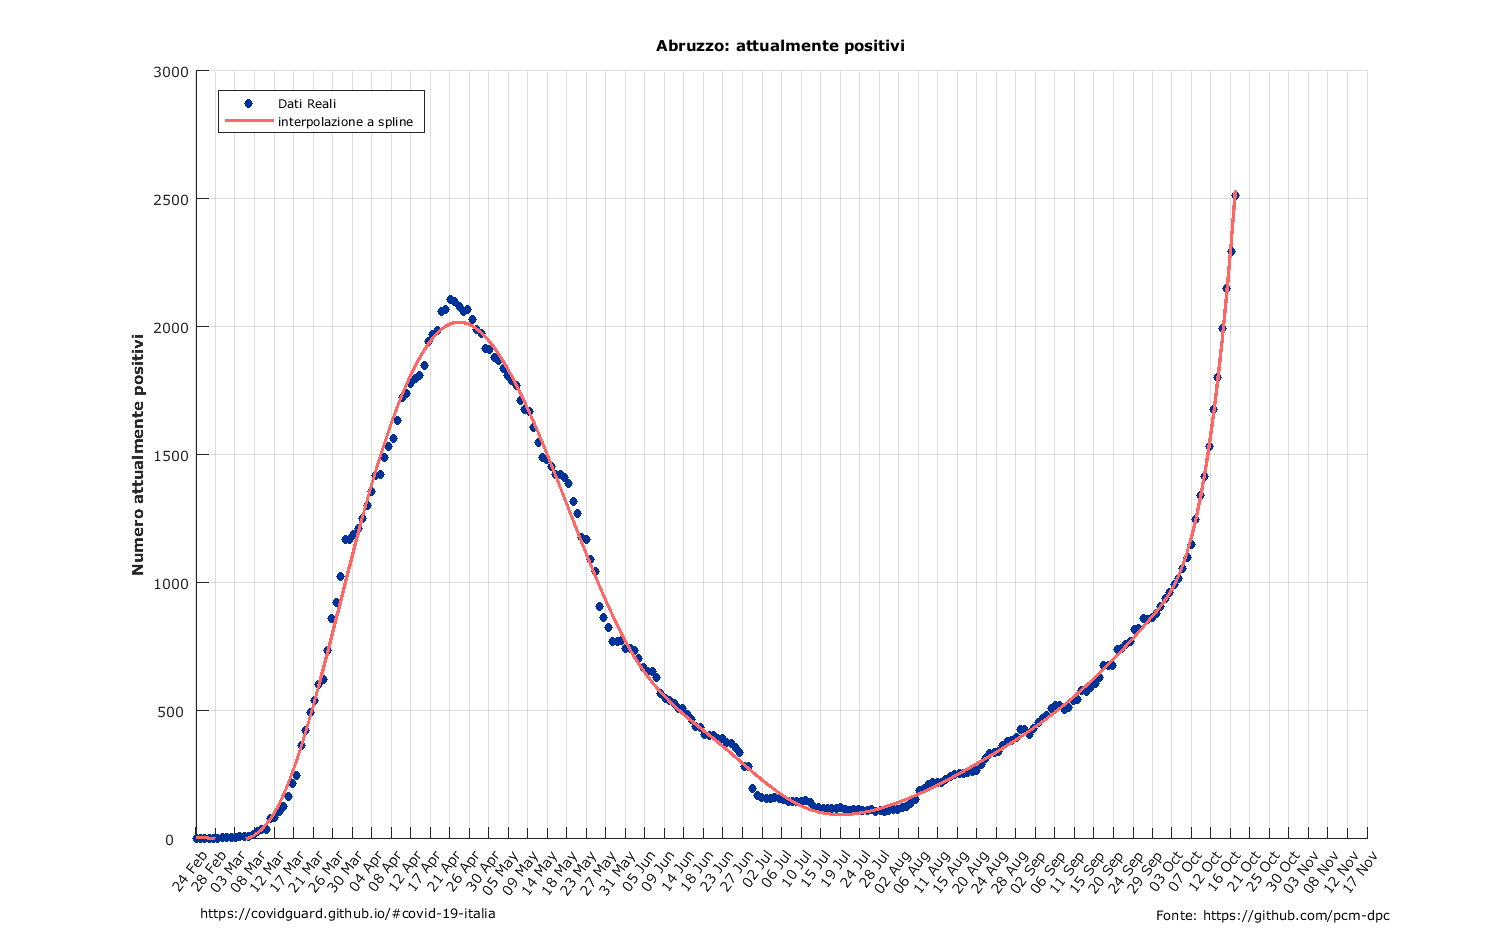 Abruzzo: attualmente positivi
3000
2500
2000
1500
1000
500
0
Numero attualmente positivi
Dati Reali
interpolazione a spline
24 Feb
28 Feb
03 Mar
08 Mar
12 Mar
17 Mar
21 Mar
26 Mar
30 Mar
04 Apr
08 Apr
12 Apr
17 Apr
21 Apr
26 Apr
30 Apr
05 May
09 May
14 May
18 May
23 May
27 May
31 May
05 Jun
09 Jun
14 Jun
18 Jun
23 Jun
27 Jun
02 Jul
06 Jul
10 Jul
15 Jul
19 Jul
24 Jul
28 Jul
02 Aug
06 Aug
11 Aug
15 Aug
20 Aug
24 Aug
28 Aug
02 Sep
06 Sep
11 Sep
15 Sep
20 Sep
24 Sep
29 Sep
03 Oct
07 Oct
12 Oct
16 Oct
21 Oct
25 Oct
30 Oct
03 Nov
08 Nov
12 Nov
17 Nov
https://covidguard.github.io/#covid-19-italia
Fonte: https://github.com/pcm-dpc